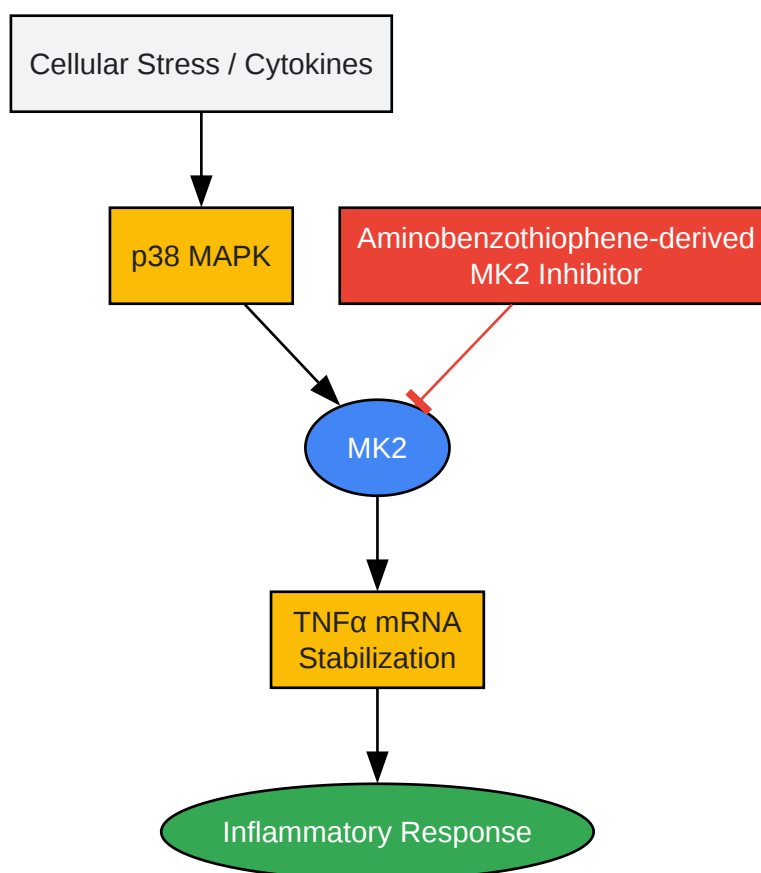 Cellular Stress / Cytokines
p38 MAPK
Aminobenzothiophene-derived
MK2 Inhibitor
MK2
TNFα mRNA
Stabilization
Inflammatory Response